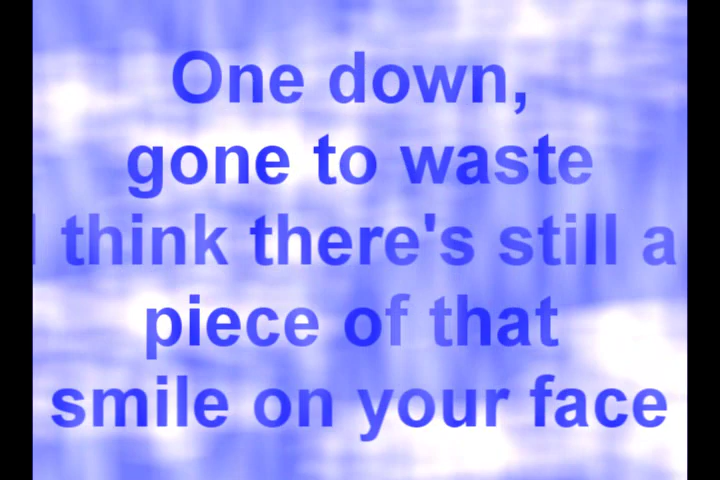 One down,
gone to waste
I think there's still a
piece of that
smile on your face